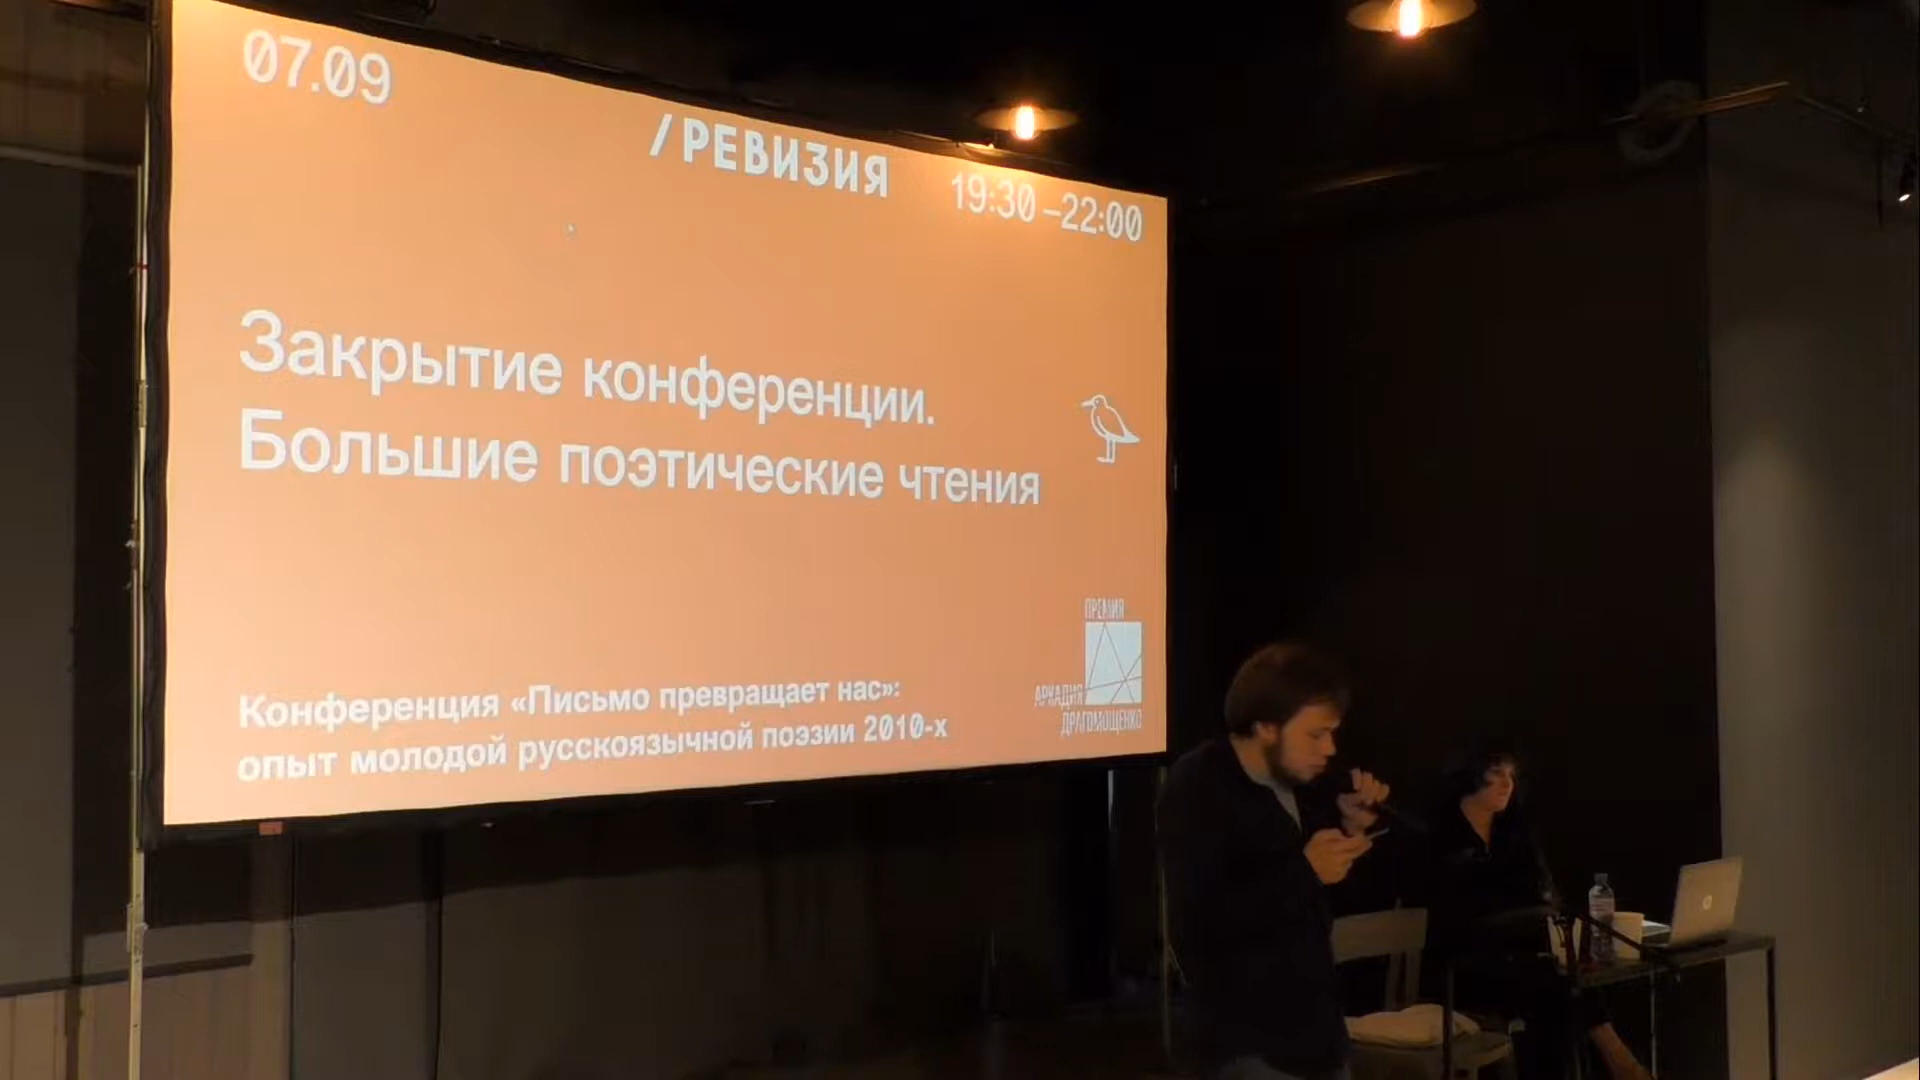 07.09
/РЕВИЗИЯ
19:30–22:00
Закрытие конференции.
Большие поэтические чтения
Конференция «Письмо превращает нас»:
опыт молодой русскоязычной поэзии 2010-х
ПРЕМИЯ
АРКАДИЯ
ДРАГОМОЩЕНКО